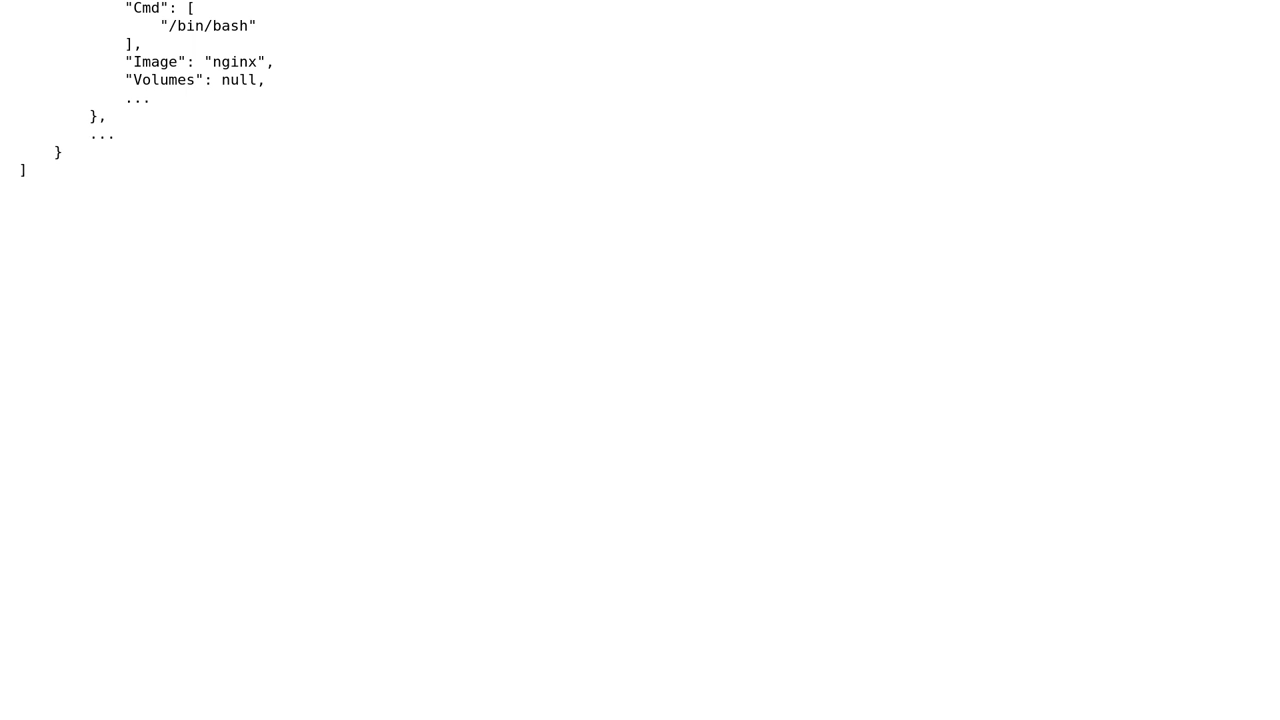 "Cmd": [
                "/bin/bash"
            ],
            "Image": "nginx",
            "Volumes": null,
            ...
        },
        ...
    }
]